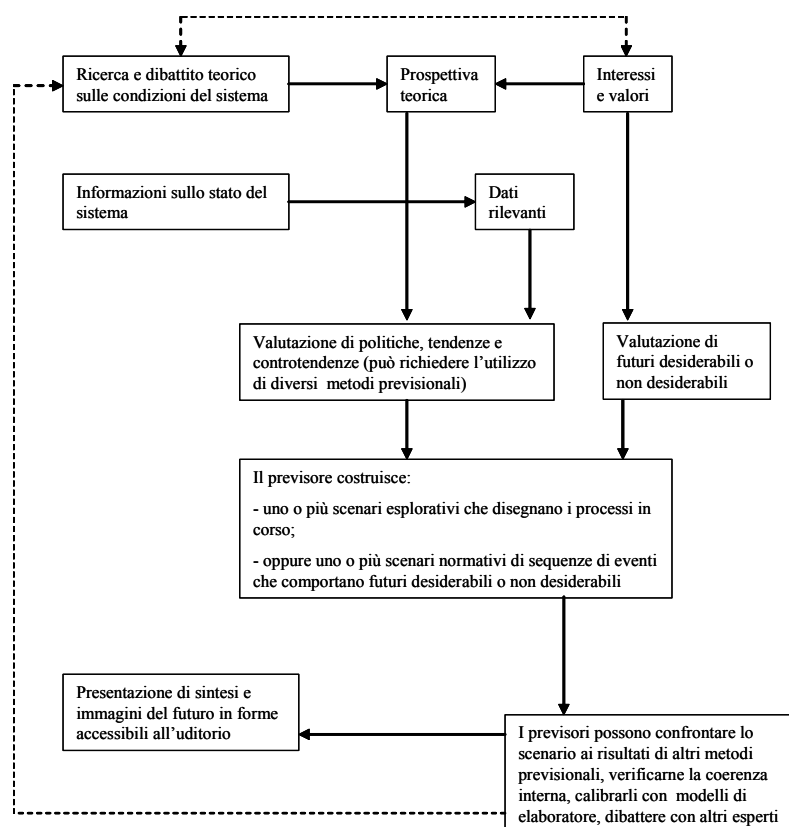 Ricerca e dibattito teorico
sulle condizioni del sistema
Prospettiva
teorica
Interessi
e valori
Informazioni sullo stato del
sistema
Dati
rilevanti
Valutazione di politiche, tendenze e
controtendenze (può richiedere l'utilizzo
di diversi metodi previsionali)
Valutazione di
futuri desiderabili o
non desiderabili
Il previsore costruisce:
- uno o più scenari esplorativi che disegnano i processi in
corso;
- oppure uno o più scenari normativi di sequenze di eventi
che comportano futuri desiderabili o non desiderabili
Presentazione di sintesi e
immagini del futuro in forme
accessibili all'uditorio
I previsori possono confrontare lo
scenario ai risultati di altri metodi
previsionali, verificarne la coerenza
interna, calibrarli con modelli di
elaboratore, dibattere con altri esperti